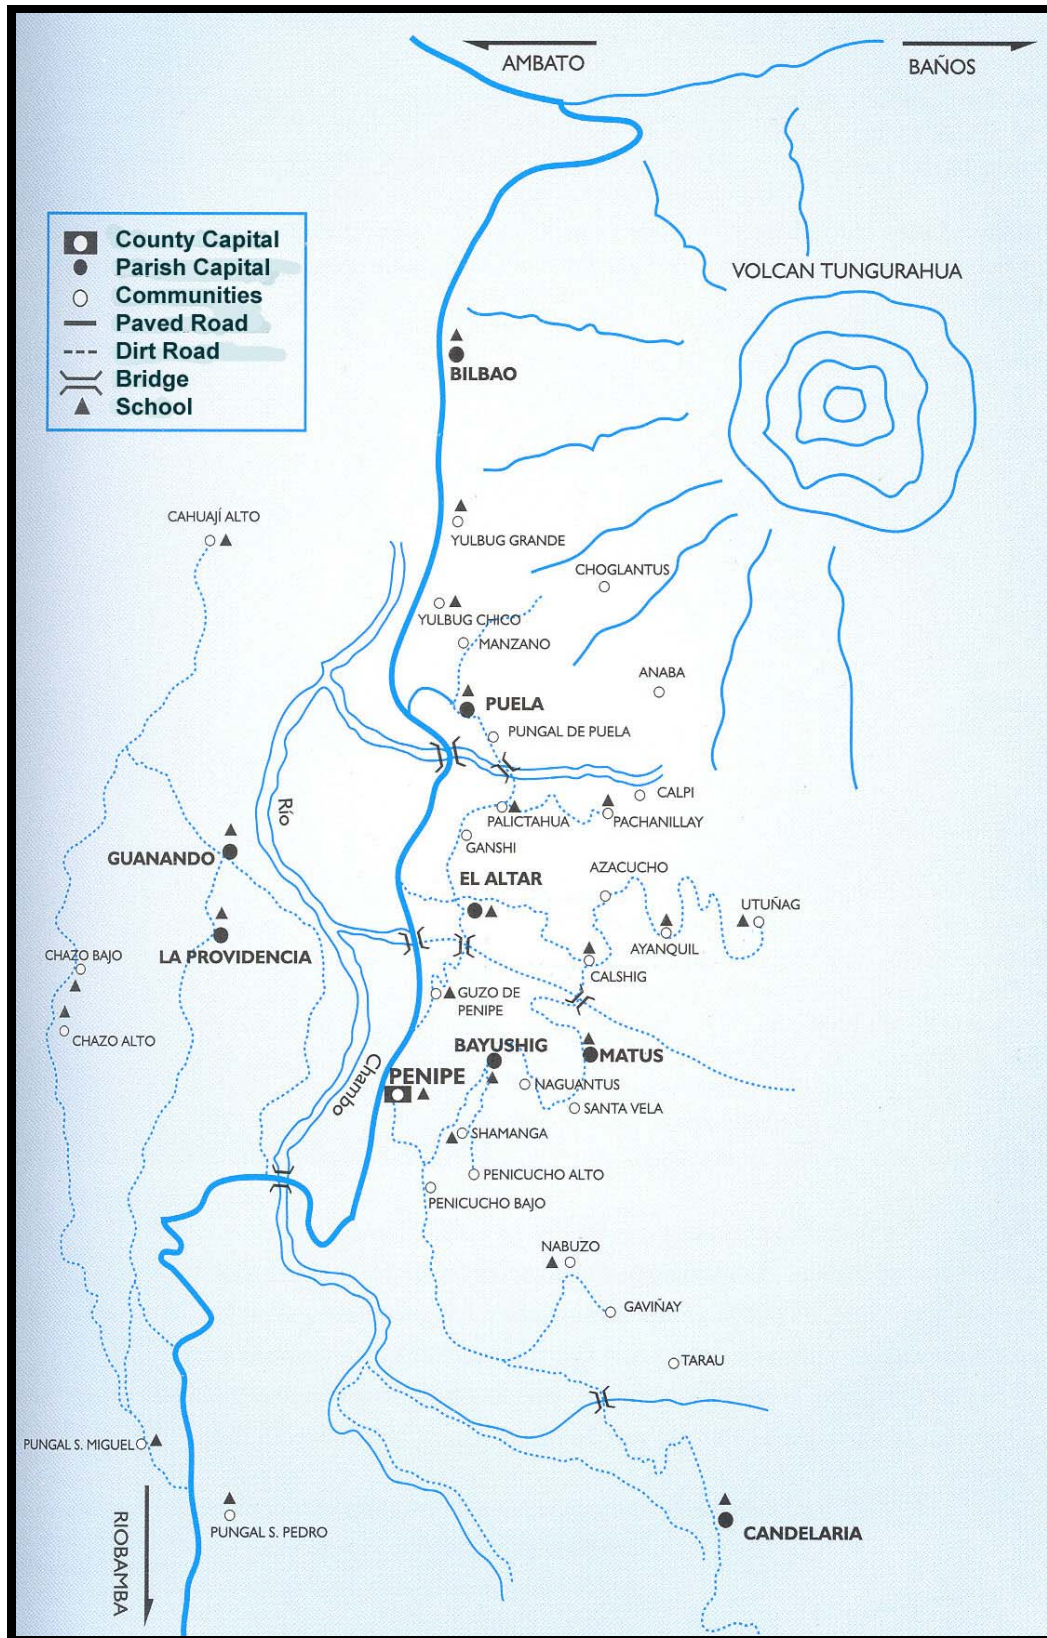 AMBATO
BAÑOS
County Capital
Parish Capital
Communities
Paved Road
Dirt Road
Bridge
School
VOLCAN TUNGURAHUA
BILBAO
CAHUAJÍ ALTO
YULBUG GRANDE
CHOGLANTUS
YULBUG CHICO
MANZANO
ANABA
PUELA
PUNGAL DE PUELA
CALPI
PALICTAHUA
PACHANILLAY
Río
GANSHI
GUANANDO
AZACUCHO
EL ALTAR
UTUÑAG
AYANQUIL
LA PROVIDENCIA
CHAZO BAJO
CALSHIG
GUZO DE
PENIPE
CHAZO ALTO
BAYUSHIG
MATUS
Chambo
PENIPE
NAGUANTUS
SANTA VELA
SHAMANGA
PENICUCHO ALTO
PENICUCHO BAJO
NABUZO
GAVIÑAY
TARAU
PUNGAL S. MIGUEL
PUNGAL S. PEDRO
CANDELARIA
RIOBAMBA